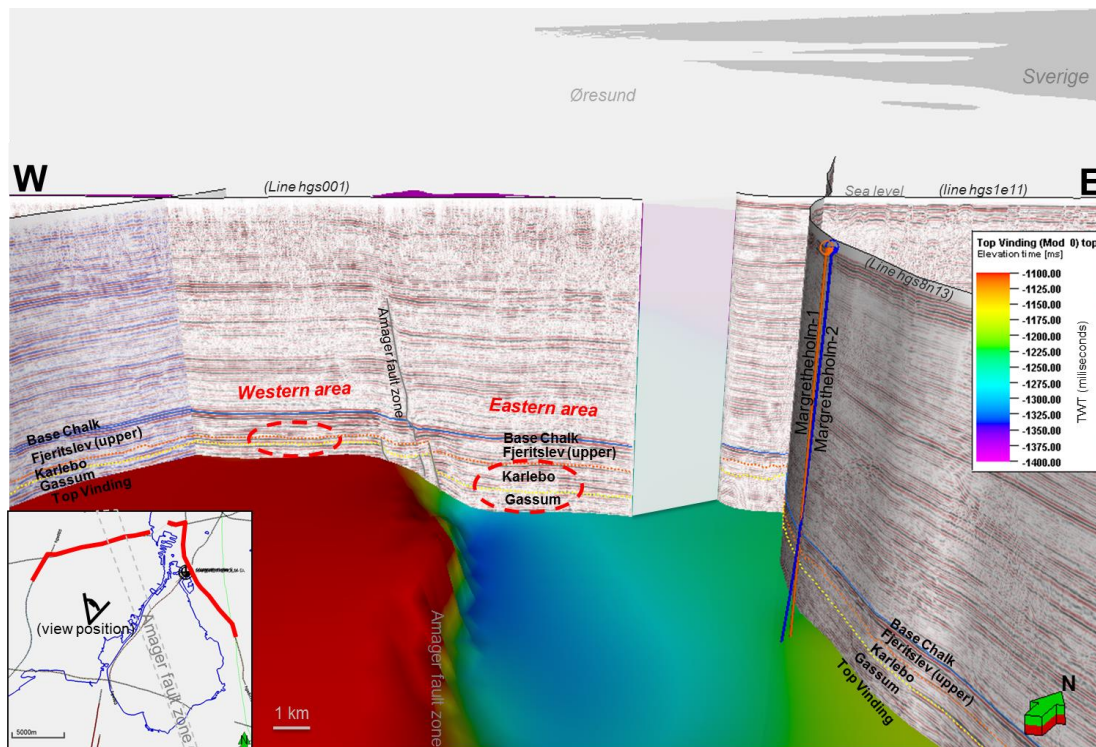 Sverige
Øresund
W
(Line hgs001)
Sea level
(line hgs1e11)
E
Top Vinding (Mod 0) top
Elevation time [ms]
-1100.00
-1125.00
-1150.00
-1175.00
-1200.00
-1225.00
-1250.00
-1275.00
-1300.00
-1325.00
-1350.00
-1375.00
-1400.00
TWT (miliseconds)
(Line hgs8n13)
Margretheholm-1
Margretheholm-2
Amager fault zone
Western area
Eastern area
Base Chalk
Fjeritslev (upper)
Karlebo
Gassum
Top Vinding
Base Chalk
Fjeritslev (upper)
Karlebo
Gassum
Base Chalk
Fjeritslev (upper)
Karlebo
Gassum
Top Vinding
(view position)
Amager fault zone
5000m
Amager fault zone
1 km
N